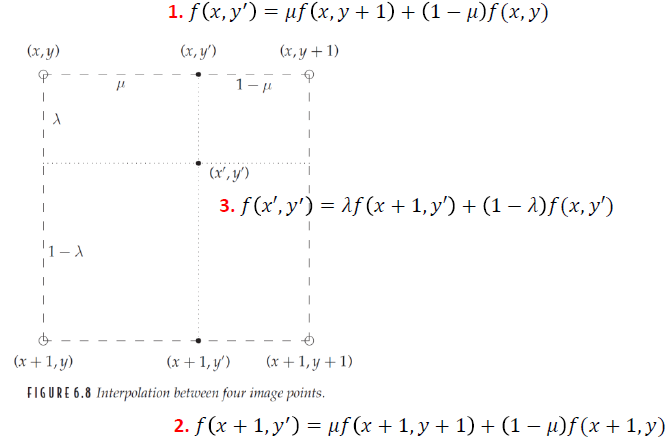 1. f(x, y′) = μf(x, y + 1) + (1 − μ)f(x, y)
(x, y) (x, y′) (x, y + 1)
μ 1 − μ
λ
(x′, y′)
3. f(x′, y′) = λf(x + 1, y′) + (1 − λ)f(x, y′)
1 − λ
(x + 1, y) (x + 1, y′) (x + 1, y + 1)
FIGURE 6.8 Interpolation between four image points.
2. f(x + 1, y′) = μf(x + 1, y + 1) + (1 − μ)f(x + 1, y)